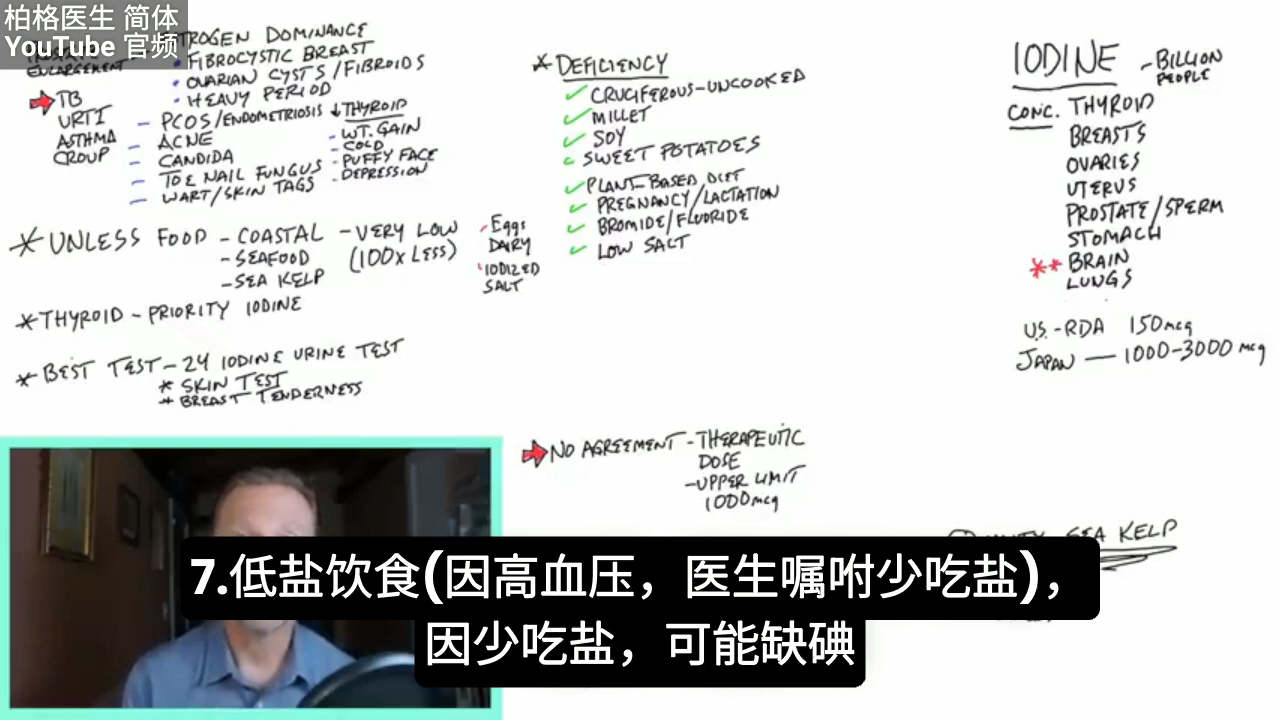 柏格医生 简体
YouTube 官频
TROGEN DOMINANCE
ENLARGEMENT
• FIBROCYSTIC BREAST
• OVARIAN CYSTS/FIBROIDS
• HEAVY PERIOD
TB
URTI
ASTHMA
CROUP
- PCOS/ENDOMETRIOSIS
- ACNE
- CANDIDA
- TOE NAIL FUNGUS
- WART/SKIN TAGS
↓THYROID
- WT. GAIN
- COLD
- PUFFY FACE
- DEPRESSION
* UNLESS FOOD - COASTAL - VERY LOW
- SEAFOOD (100x LESS)
- SEA KELP
EGGS
DAIRY
IODIZED
SALT
* THYROID - PRIORITY IODINE
* BEST TEST - 24 IODINE URINE TEST
* SKIN TEST
* BREAST TENDERNESS
* DEFICIENCY
✓ CRUCIFEROUS-UNCOOKED
✓ MILLET
✓ SOY
✓ SWEET POTATOES
✓ PLANT-BASED DIET
✓ PREGNANCY/LACTATION
✓ BROMIDE/FLUORIDE
✓ LOW SALT
IODINE - BILLION
PEOPLE
CONC. THYROID
BREASTS
OVARIES
UTERUS
PROSTATE/SPERM
STOMACH
** BRAIN
LUNGS
U.S.-RDA 150mcg
JAPAN — 1000-3000 mcg
NO AGREEMENT - THERAPEUTIC
DOSE
- UPPER LIMIT
1000mcg
SEA KELP
7.低盐饮食(因高血压，医生嘱咐少吃盐)，
因少吃盐，可能缺碘